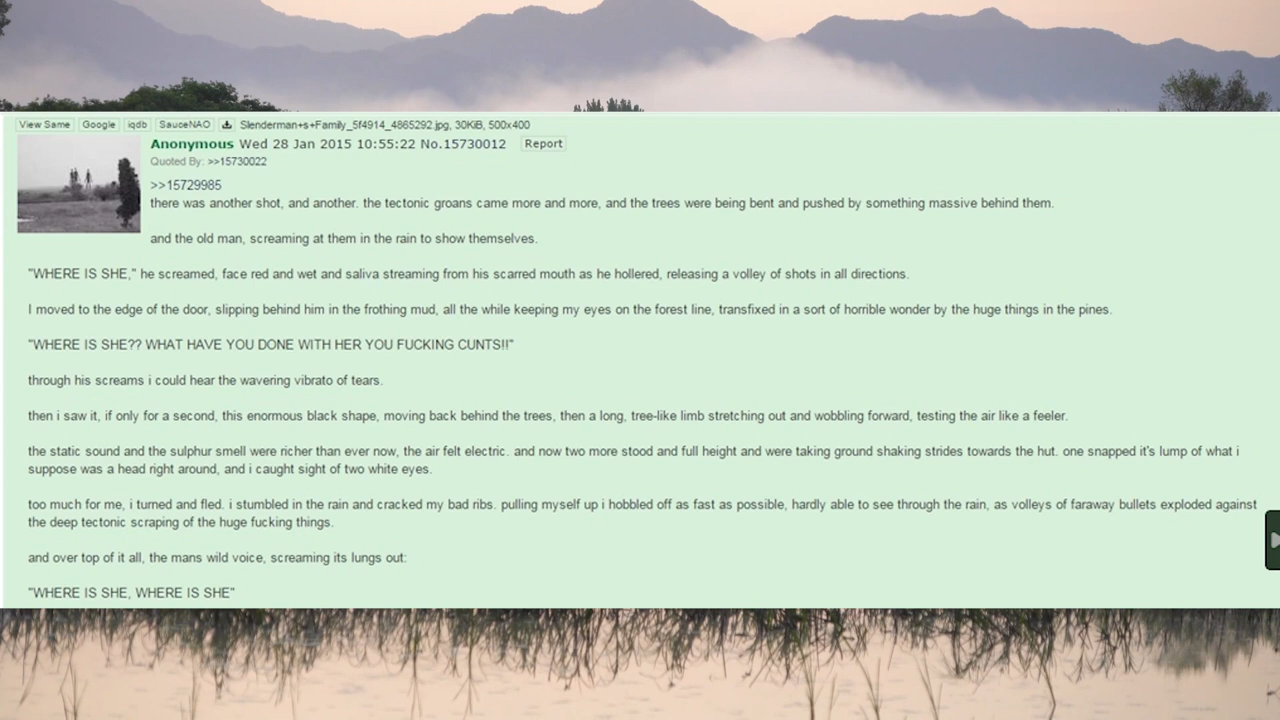 View Same Google iqdb SauceNAO Slenderman+s+Family_5f4914_4865292.jpg, 30KiB, 500x400
Anonymous Wed 28 Jan 2015 10:55:22 No.15730012 Report
Quoted By: >>15730022
>>15729985
there was another shot, and another. the tectonic groans came more and more, and the trees were being bent and pushed by something massive behind them.
and the old man, screaming at them in the rain to show themselves.
"WHERE IS SHE," he screamed, face red and wet and saliva streaming from his scarred mouth as he hollered, releasing a volley of shots in all directions.
I moved to the edge of the door, slipping behind him in the frothing mud, all the while keeping my eyes on the forest line, transfixed in a sort of horrible wonder by the huge things in the pines.
"WHERE IS SHE?? WHAT HAVE YOU DONE WITH HER YOU FUCKING CUNTS!!"
through his screams i could hear the wavering vibrato of tears.
then i saw it, if only for a second, this enormous black shape, moving back behind the trees, then a long, tree-like limb stretching out and wobbling forward, testing the air like a feeler.
the static sound and the sulphur smell were richer than ever now, the air felt electric. and now two more stood and full height and were taking ground shaking strides towards the hut. one snapped it's lump of what i
suppose was a head right around, and i caught sight of two white eyes.
too much for me, i turned and fled. i stumbled in the rain and cracked my bad ribs. pulling myself up i hobbled off as fast as possible, hardly able to see through the rain, as volleys of faraway bullets exploded against
the deep tectonic scraping of the huge fucking things.
and over top of it all, the mans wild voice, screaming its lungs out:
"WHERE IS SHE, WHERE IS SHE"